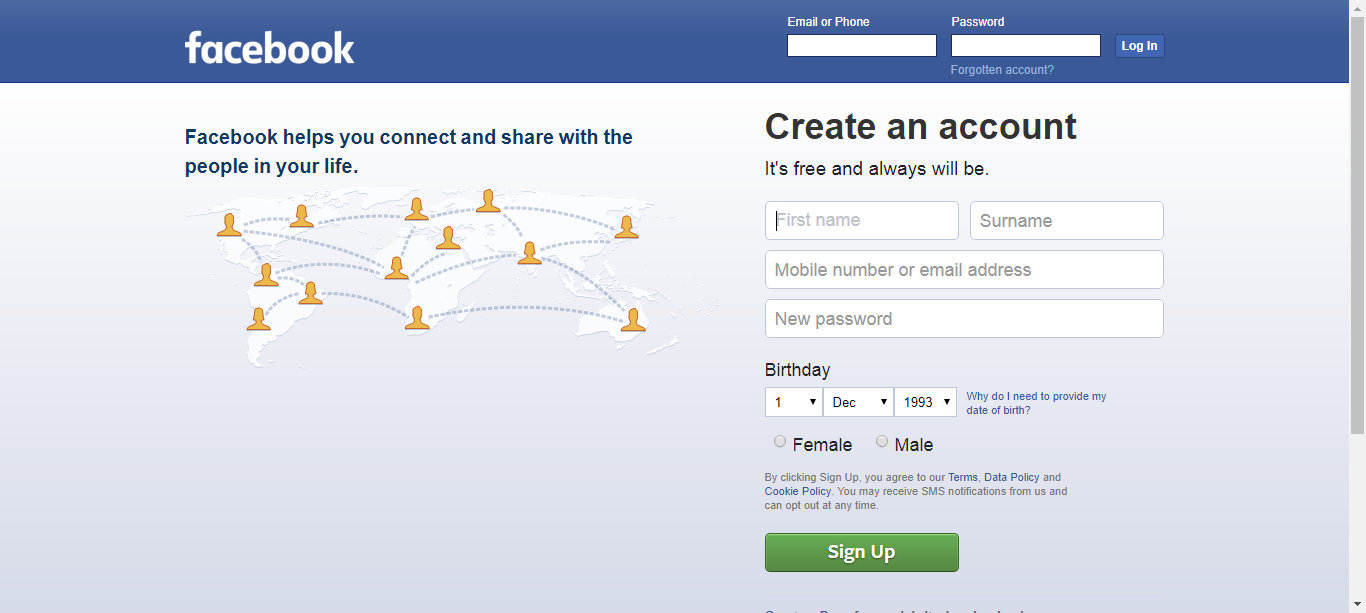 Email or Phone
Password
facebook
Log In
Forgotten account?
Facebook helps you connect and share with the
people in your life.
Create an account
It's free and always will be.
First name
Surname
Mobile number or email address
New password
Birthday
1
Dec
1993
Why do I need to provide my
date of birth?
Female
Male
By clicking Sign Up, you agree to our Terms, Data Policy and
Cookie Policy. You may receive SMS notifications from us and
can opt out at any time.
Sign Up